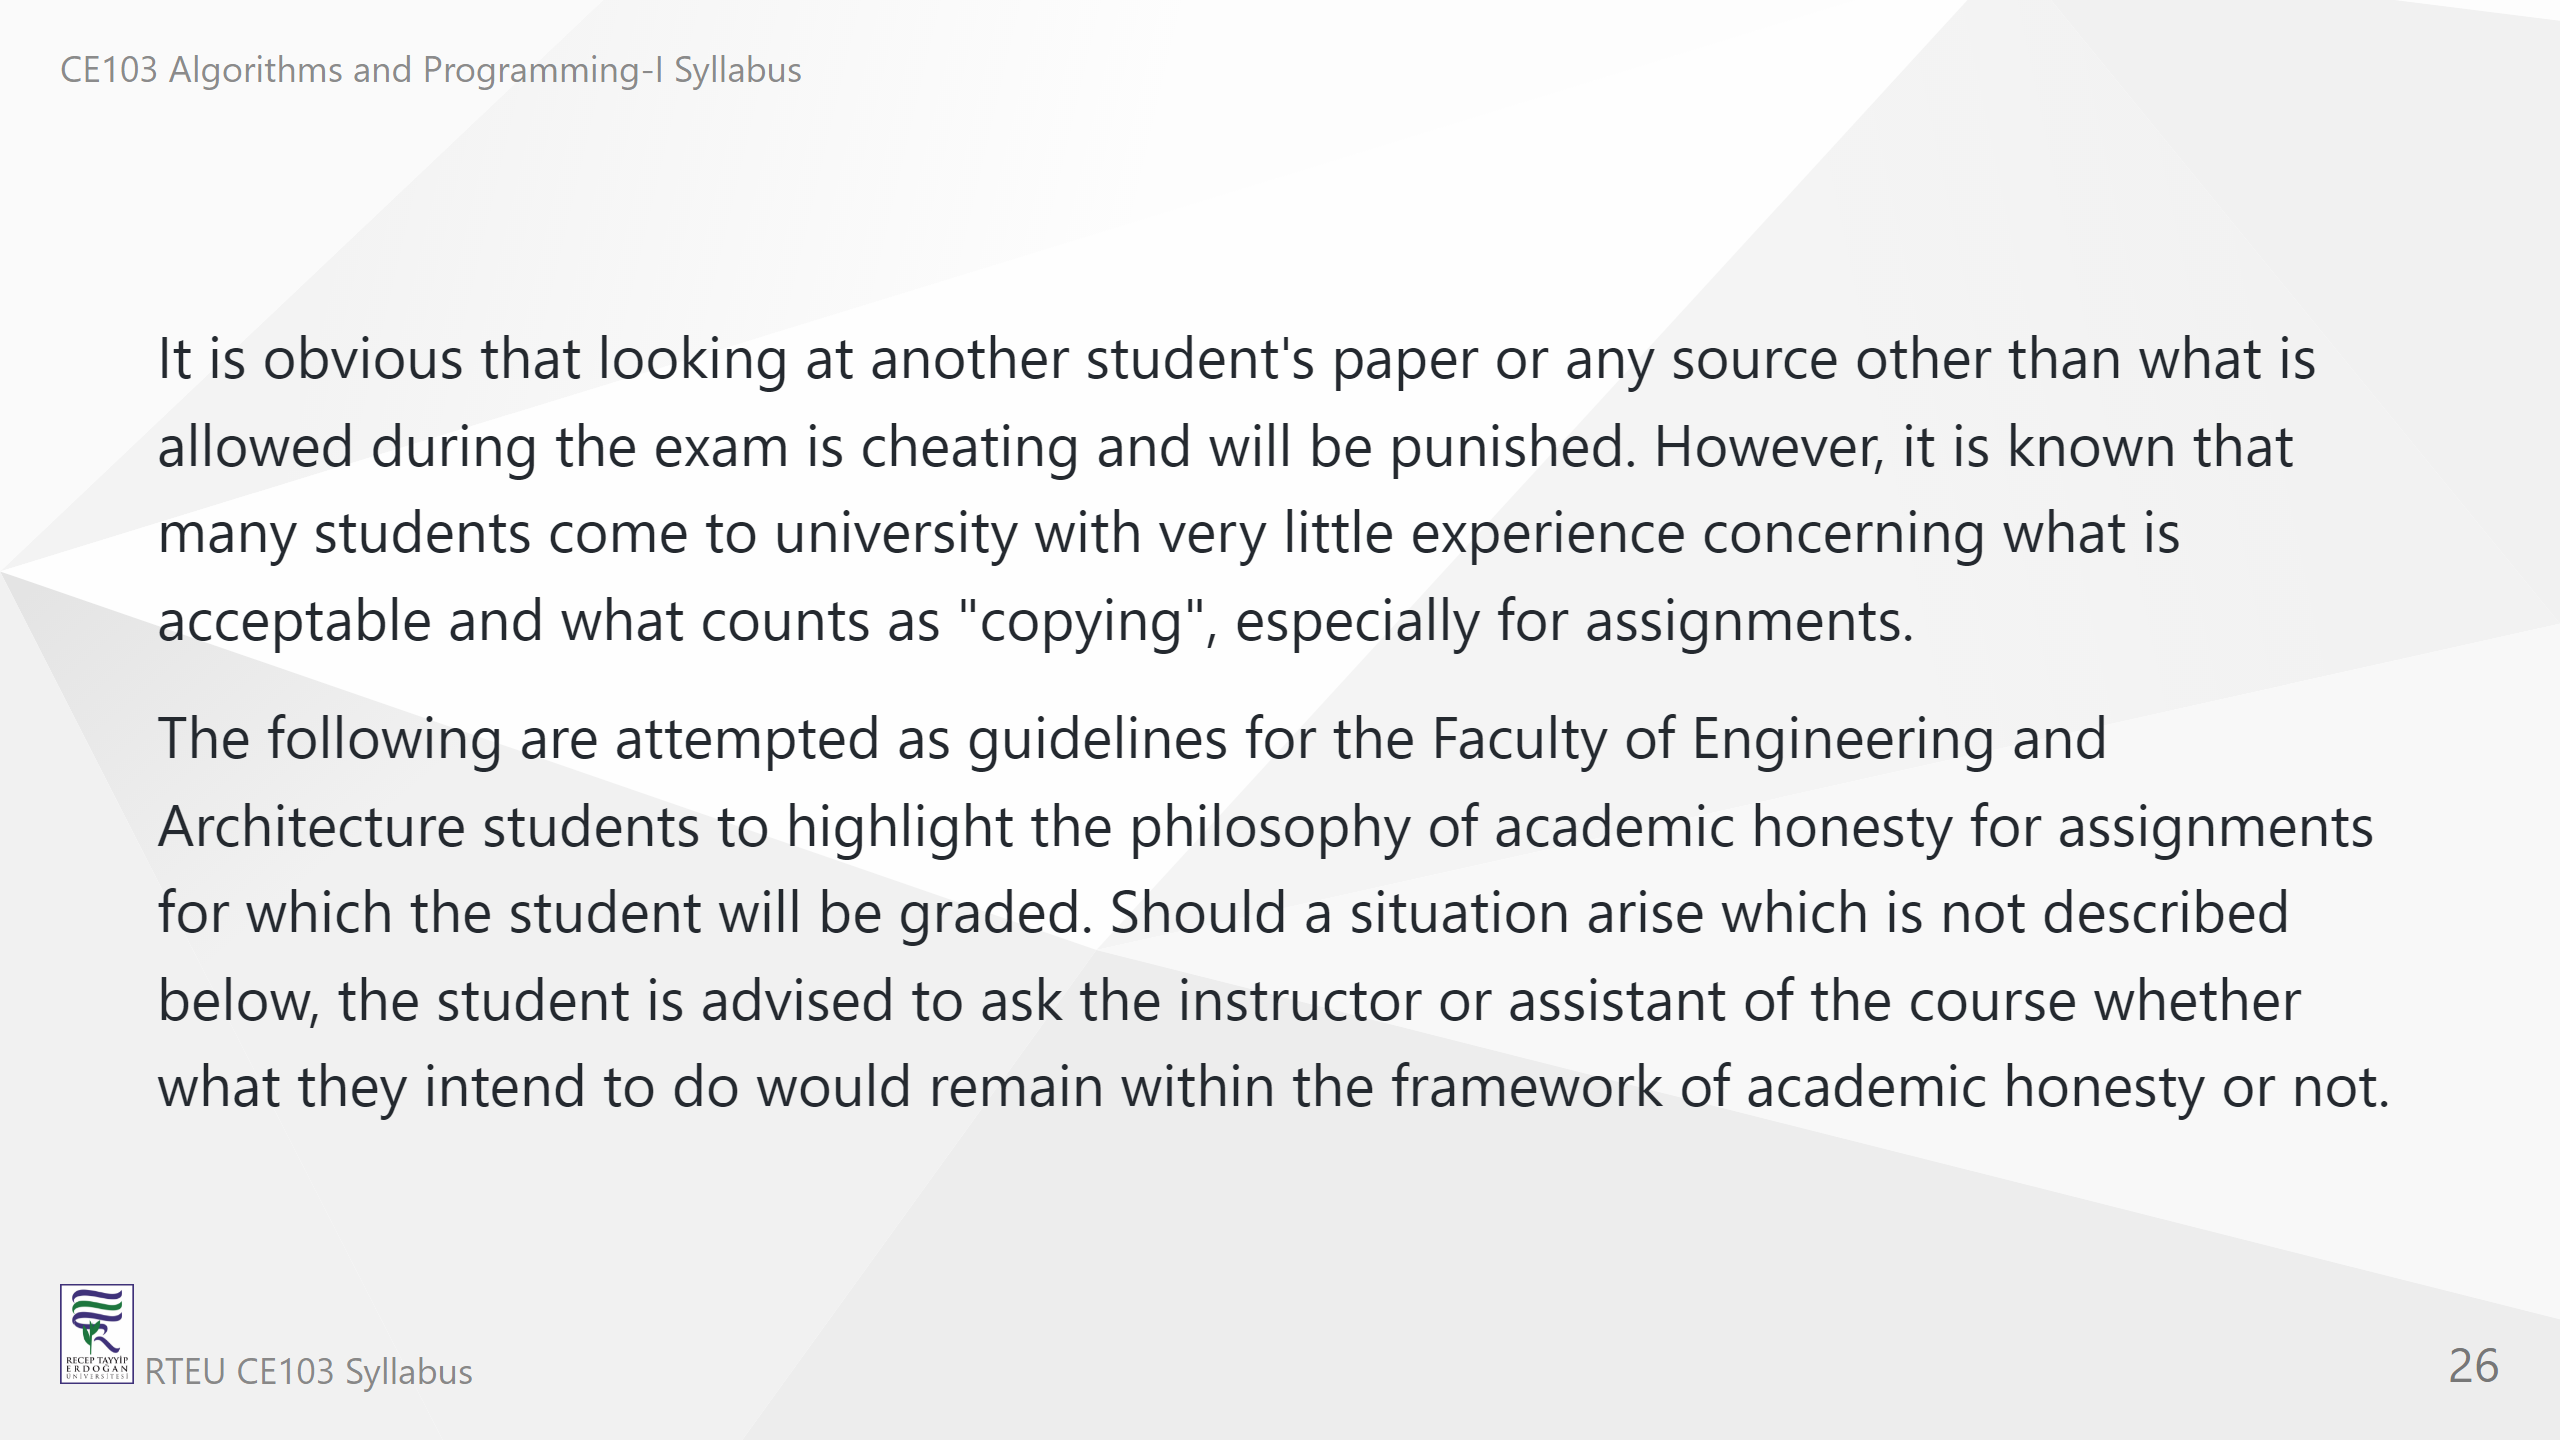 CE103 Algorithms and Programming-I Syllabus
It is obvious that looking at another student's paper or any source other than what is
allowed during the exam is cheating and will be punished. However, it is known that
many students come to university with very little experience concerning what is
acceptable and what counts as "copying", especially for assignments.
The following are attempted as guidelines for the Faculty of Engineering and
Architecture students to highlight the philosophy of academic honesty for assignments
for which the student will be graded. Should a situation arise which is not described
below, the student is advised to ask the instructor or assistant of the course whether
what they intend to do would remain within the framework of academic honesty or not.
RECEP TAYYİP
ERDOĞAN
ÜNİVERSİTESİ
RTEU CE103 Syllabus
26